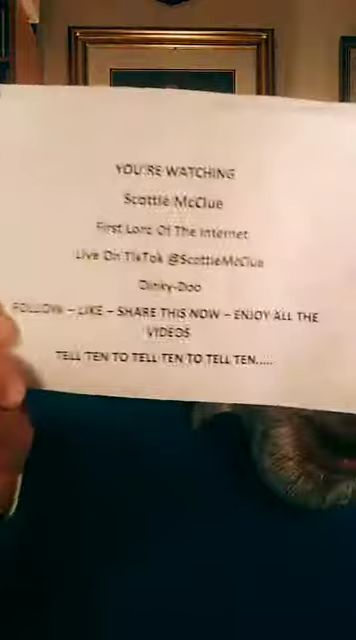 YOU'RE WATCHING
Scottie McClue
First Lord Of The Internet
Live On TikTok @ScottieMcClue
Dinky-Doo
FOLLOW – LIKE – SHARE THIS NOW – ENJOY ALL THE
VIDEOS
TELL TEN TO TELL TEN TO TELL TEN.....